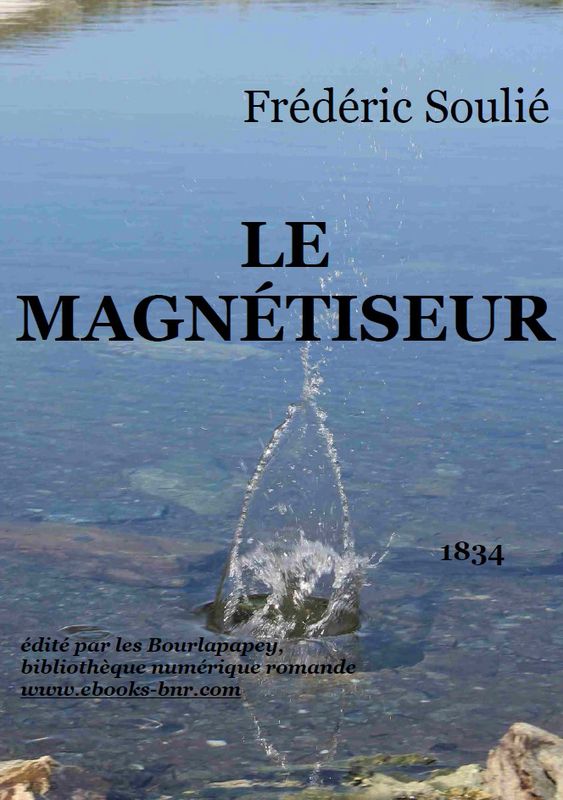 Frédéric Soulié
LE
MAGNÉTISEUR
1834
édité par les Bourlapapey,
bibliothèque numérique romande
www.ebooks-bnr.com